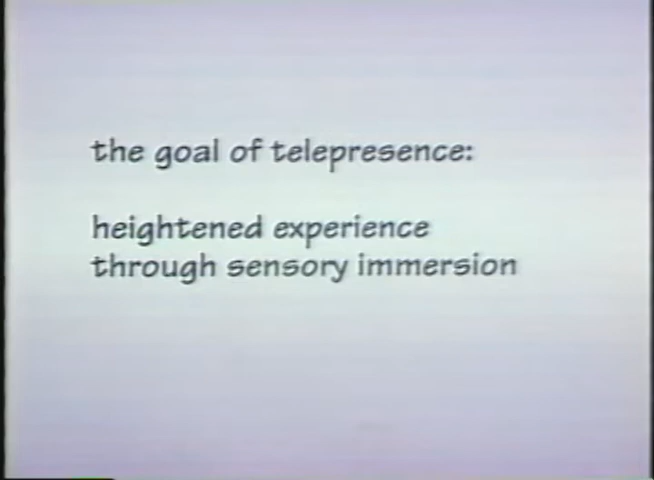 the goal of telepresence:
heightened experience
through sensory immersion